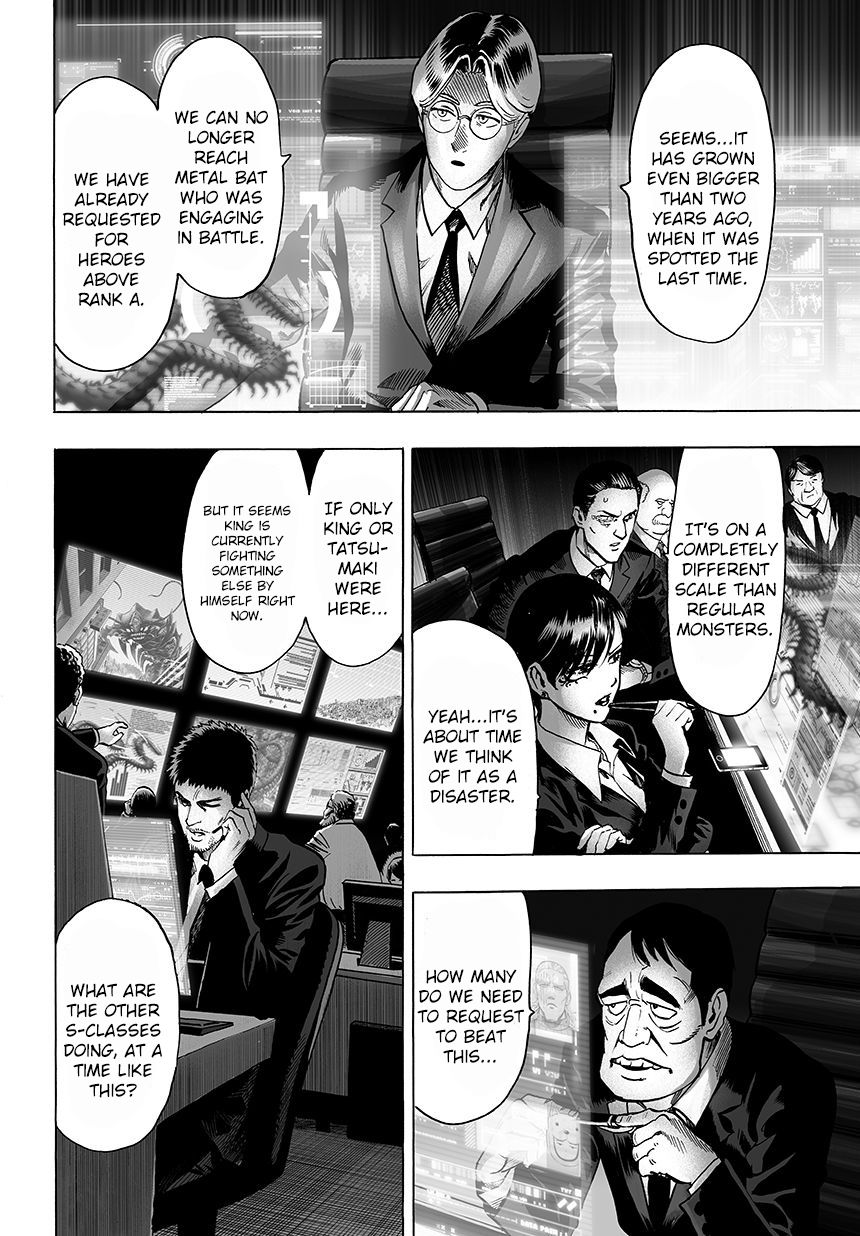 SEEMS...IT
HAS GROWN
EVEN BIGGER
THAN TWO
YEARS AGO,
WHEN IT WAS
SPOTTED THE
LAST TIME.
WE CAN NO
LONGER
REACH
METAL BAT
WHO WAS
ENGAGING
IN BATTLE.
WE HAVE
ALREADY
REQUESTED
FOR
HEROES
ABOVE
RANK A.
IT'S ON A
COMPLETELY
DIFFERENT
SCALE THAN
REGULAR
MONSTERS.
YEAH...IT'S
ABOUT TIME
WE THINK
OF IT AS A
DISASTER.
IF ONLY
KING OR
TATSU-
MAKI
WERE
HERE...
BUT IT SEEMS
KING IS
CURRENTLY
FIGHTING
SOMETHING
ELSE BY
HIMSELF RIGHT
NOW.
WHAT ARE
THE OTHER
S-CLASSES
DOING, AT A
TIME LIKE
THIS?
HOW MANY
DO WE NEED
TO REQUEST
TO BEAT
THIS...